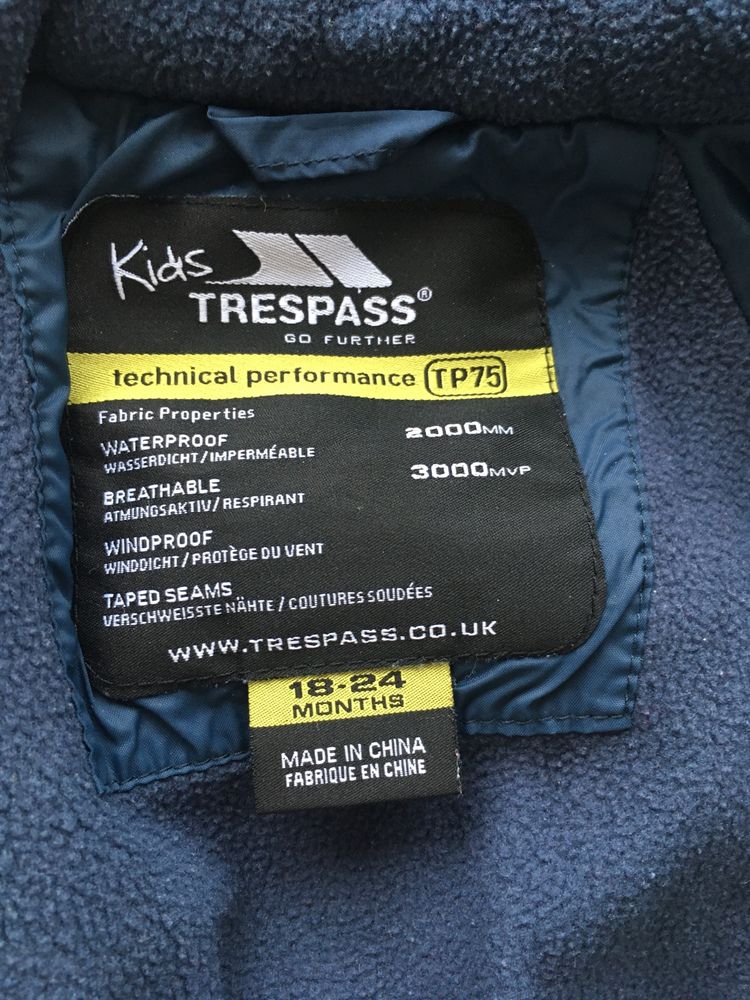 Kids
TRESPASS®
GO FURTHER
technical performance TP75
Fabric Properties
WATERPROOF 2000MM
WASSERDICHT/IMPERMÉABLE
BREATHABLE 3000MVP
ATMUNGSAKTIV/RESPIRANT
WINDPROOF
WINDDICHT/PROTÈGE DU VENT
TAPED SEAMS
VERSCHWEISSTE NÄHTE/COUTURES SOUDÉES
WWW.TRESPASS.CO.UK
18-24
MONTHS
MADE IN CHINA
FABRIQUE EN CHINE